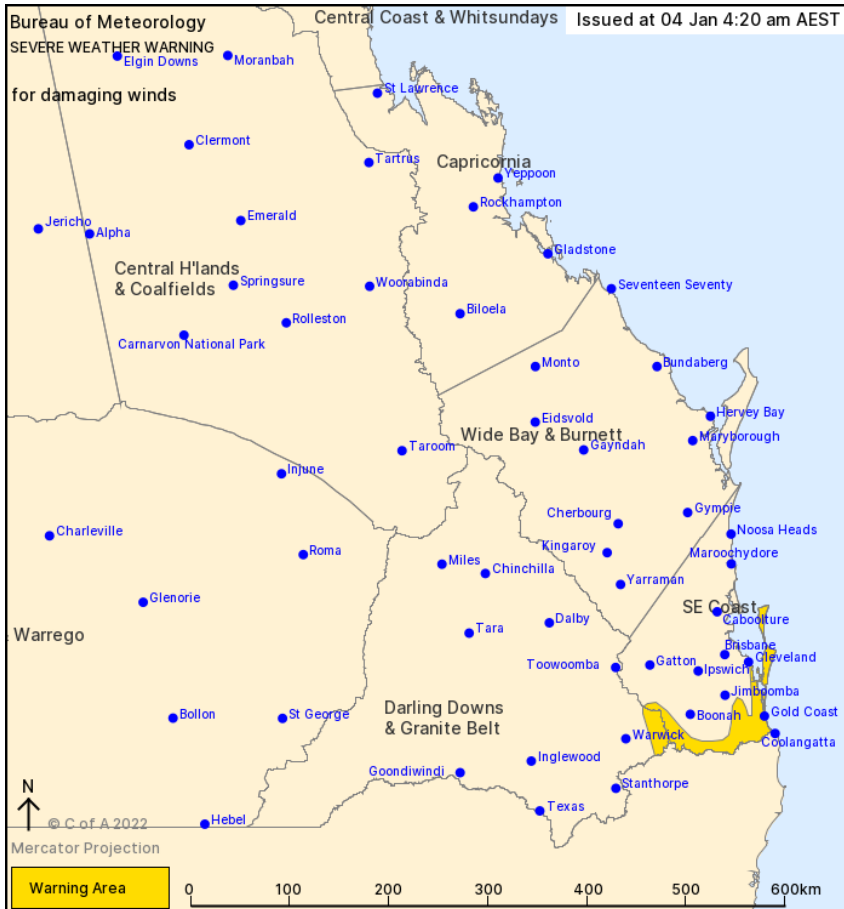 Bureau of Meteorology
SEVERE WEATHER WARNING
for damaging winds
Central Coast & Whitsundays
Issued at 04 Jan 4:20 am AEST
Elgin Downs
Moranbah
St Lawrence
Clermont
Tartrus
Capricornia
Yeppoon
Rockhampton
Jericho
Alpha
Emerald
Gladstone
Central H'lands
& Coalfields
Springsure
Woorabinda
Seventeen Seventy
Rolleston
Biloela
Carnarvon National Park
Monto
Bundaberg
Eidsvold
Hervey Bay
Wide Bay & Burnett
Maryborough
Gayndah
Taroom
Injune
Cherbourg
Gympie
Charleville
Noosa Heads
Roma
Kingaroy
Maroochydore
Miles
Chinchilla
Yarraman
Glenorie
SE Coast
Caboolture
& Warrego
Tara
Dalby
Brisbane
Toowoomba
Gatton
Cleveland
Ipswich
Jimboomba
Bollon
St George
Darling Downs
& Granite Belt
Boonah
Gold Coast
Warwick
Coolangatta
Inglewood
Goondiwindi
Stanthorpe
Texas
N
© C of A 2022
Hebel
Mercator Projection
Warning Area
0 100 200 300 400 500 600km